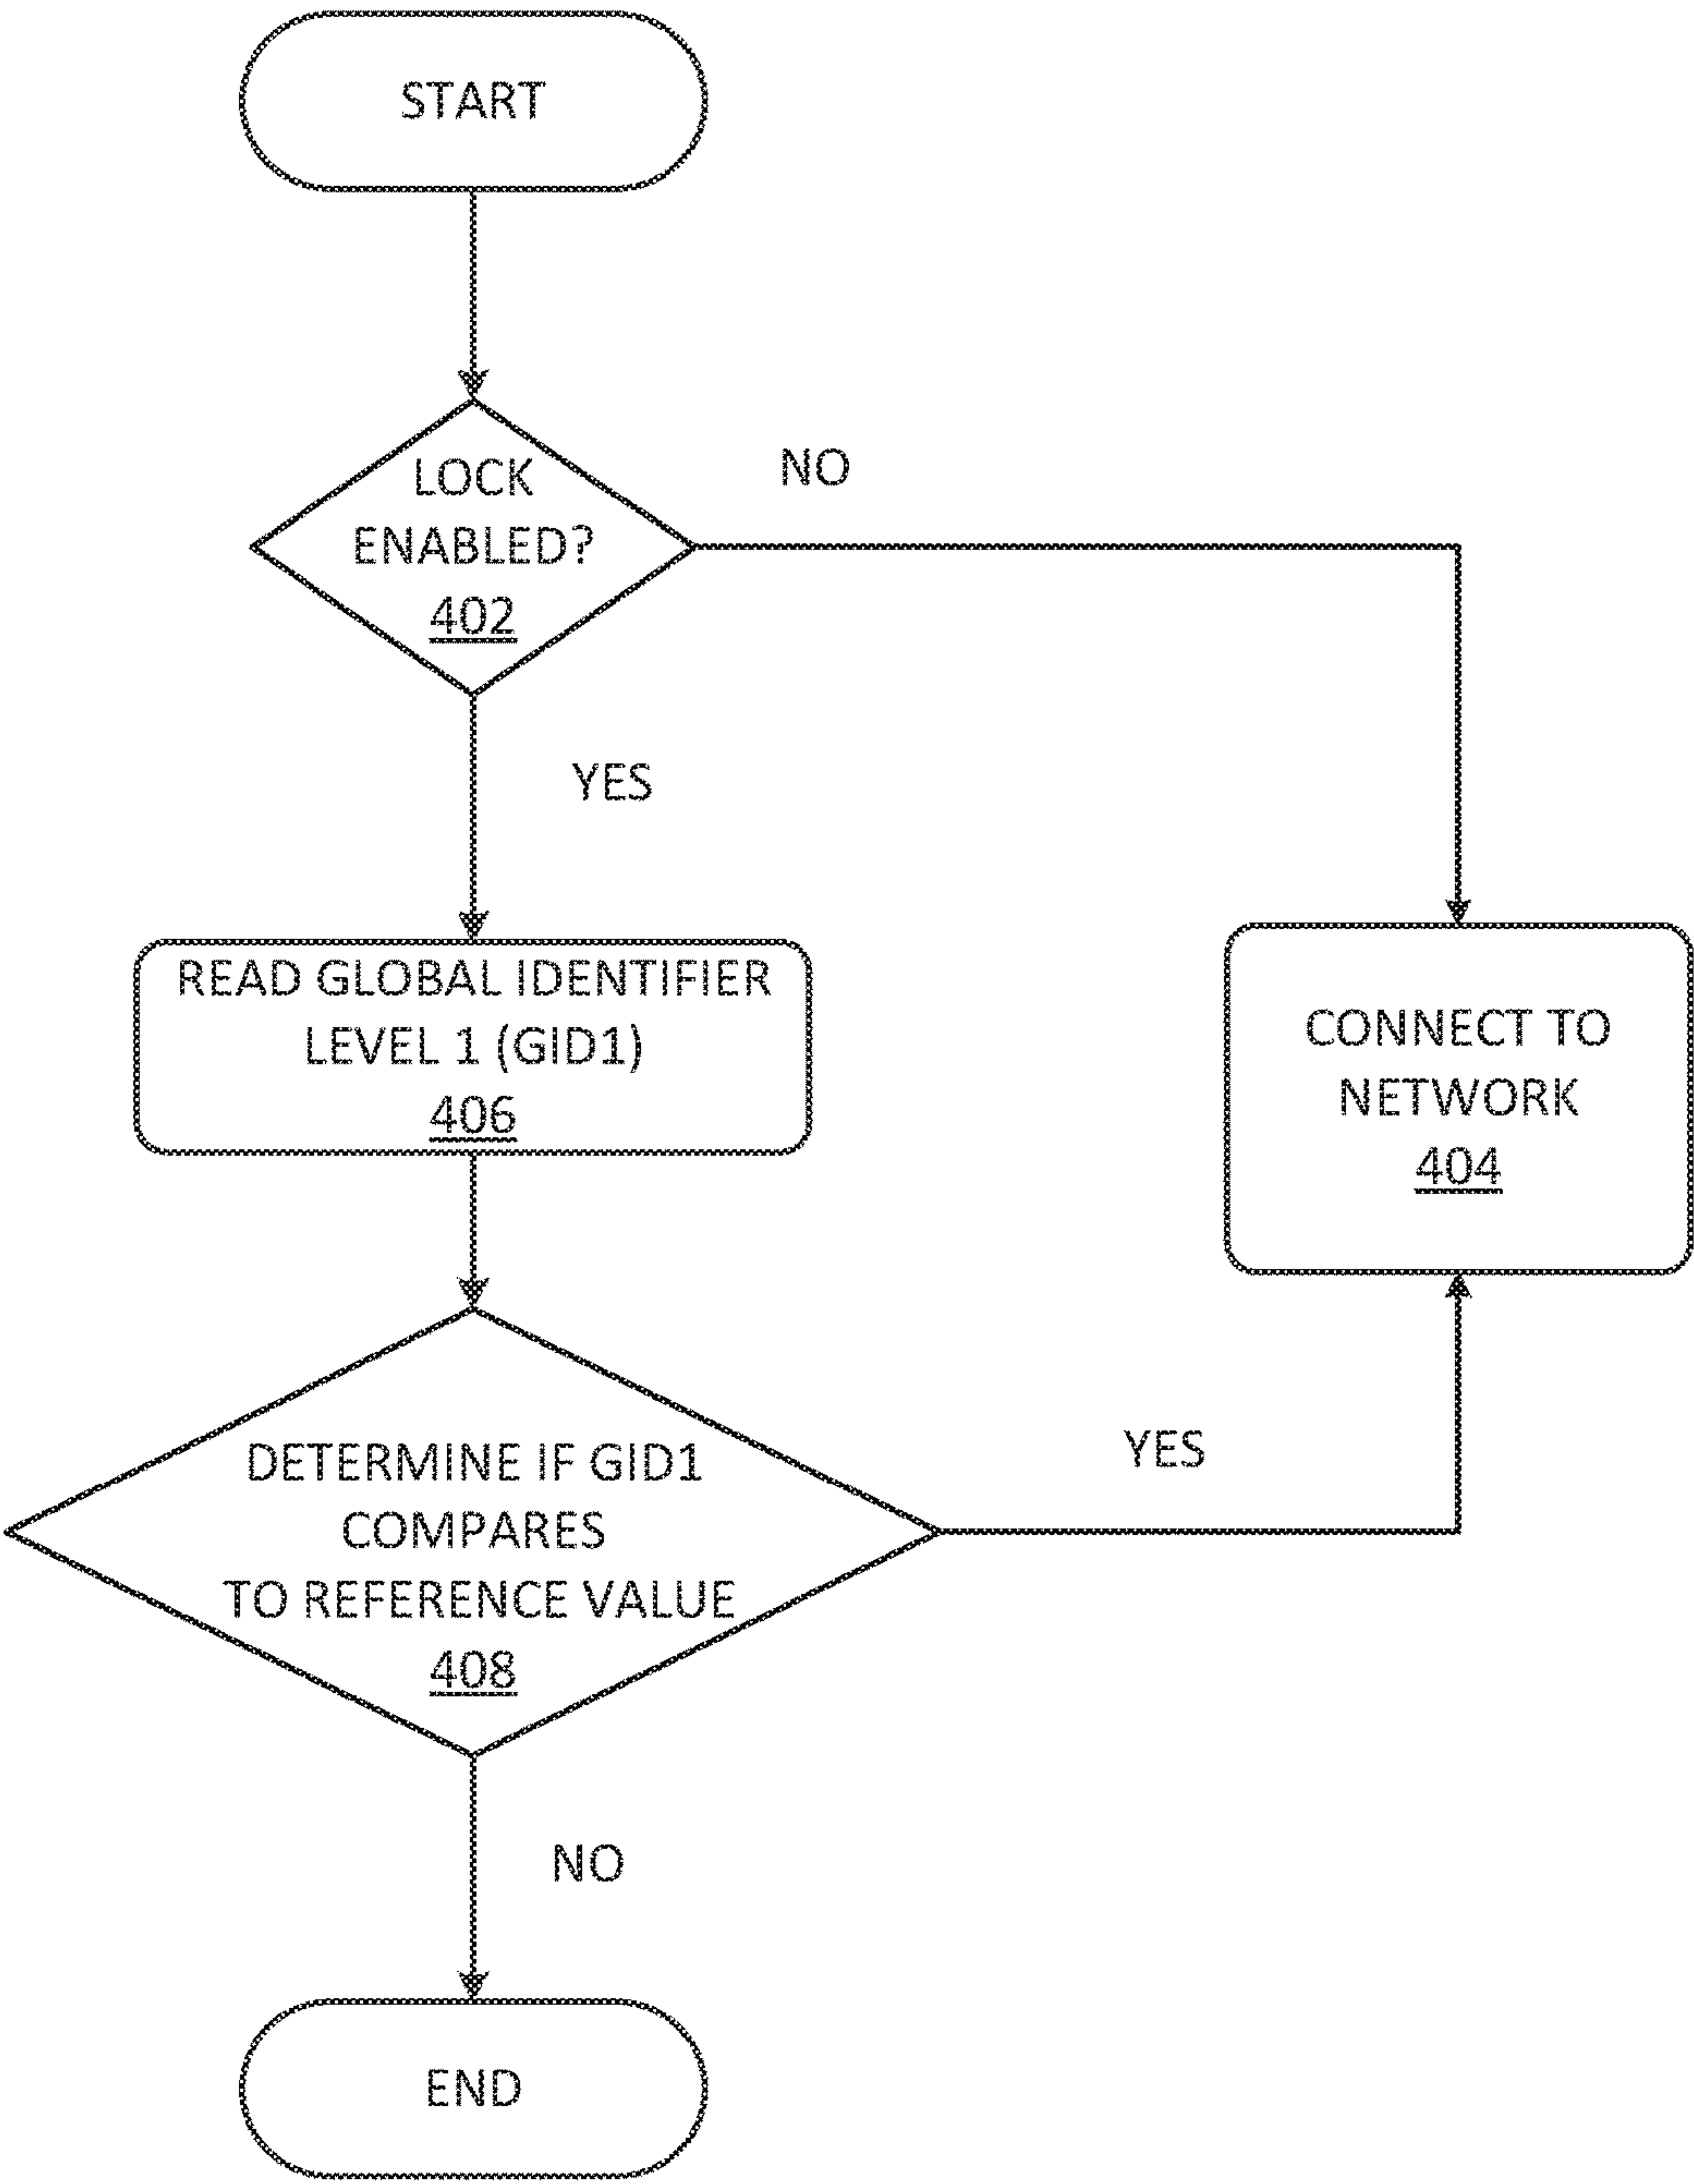 START
LOCK
ENABLED?
402
NO
YES
READ GLOBAL IDENTIFIER
LEVEL 1 (GID1)
406
CONNECT TO
NETWORK
404
DETERMINE IF GID1
COMPARES
TO REFERENCE VALUE
408
YES
NO
END